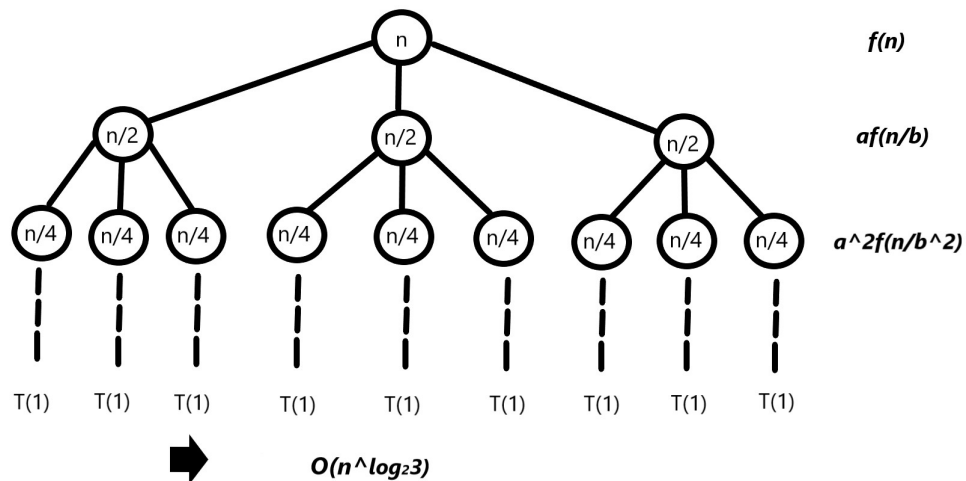 n f(n)
n/2 n/2 n/2 af(n/b)
n/4 n/4 n/4 n/4 n/4 n/4 n/4 n/4 n/4 a^2f(n/b^2)
T(1) T(1) T(1) T(1) T(1) T(1) T(1) T(1) T(1)
O(n^log₂3)